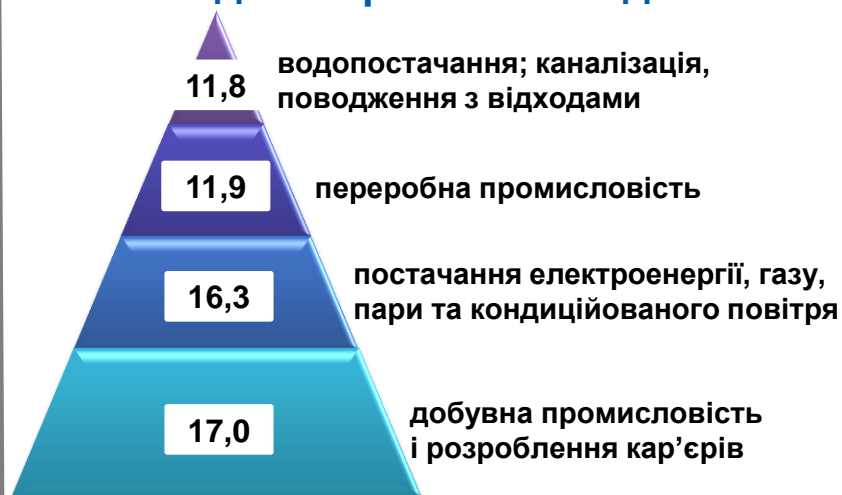 11,8
водопостачання; каналізація,
поводження з відходами
11,9
переробна промисловість
16,3
постачання електроенергії, газу,
пари та кондиційованого повітря
17,0
добувна промисловість
і розроблення кар’єрів